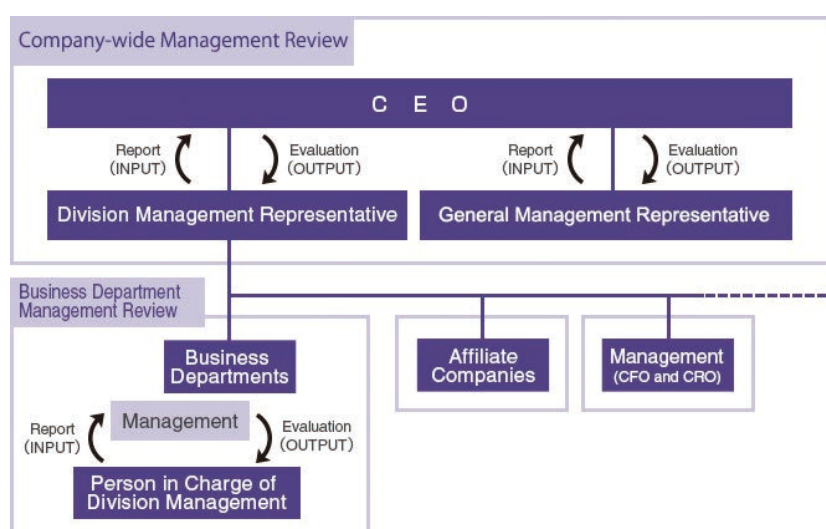 Company-wide Management Review
C E O
Report
(INPUT)
Evaluation
(OUTPUT)
Report
(INPUT)
Evaluation
(OUTPUT)
Division Management Representative
General Management Representative
Business Department
Management Review
Business
Departments
Affiliate
Companies
Management
(CFO and CRO)
Management
Report
(INPUT)
Evaluation
(OUTPUT)
Person in Charge of
Division Management